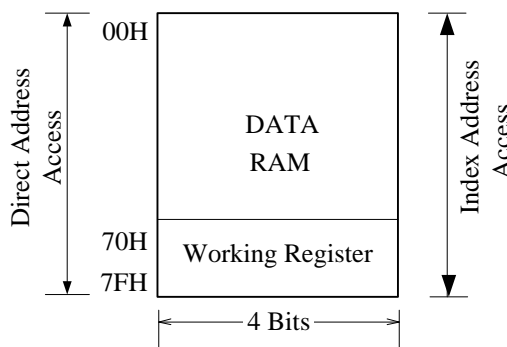 00H
Direct Address
Access
DATA
RAM
Index Address
Access
70H
Working Register
7FH
4 Bits